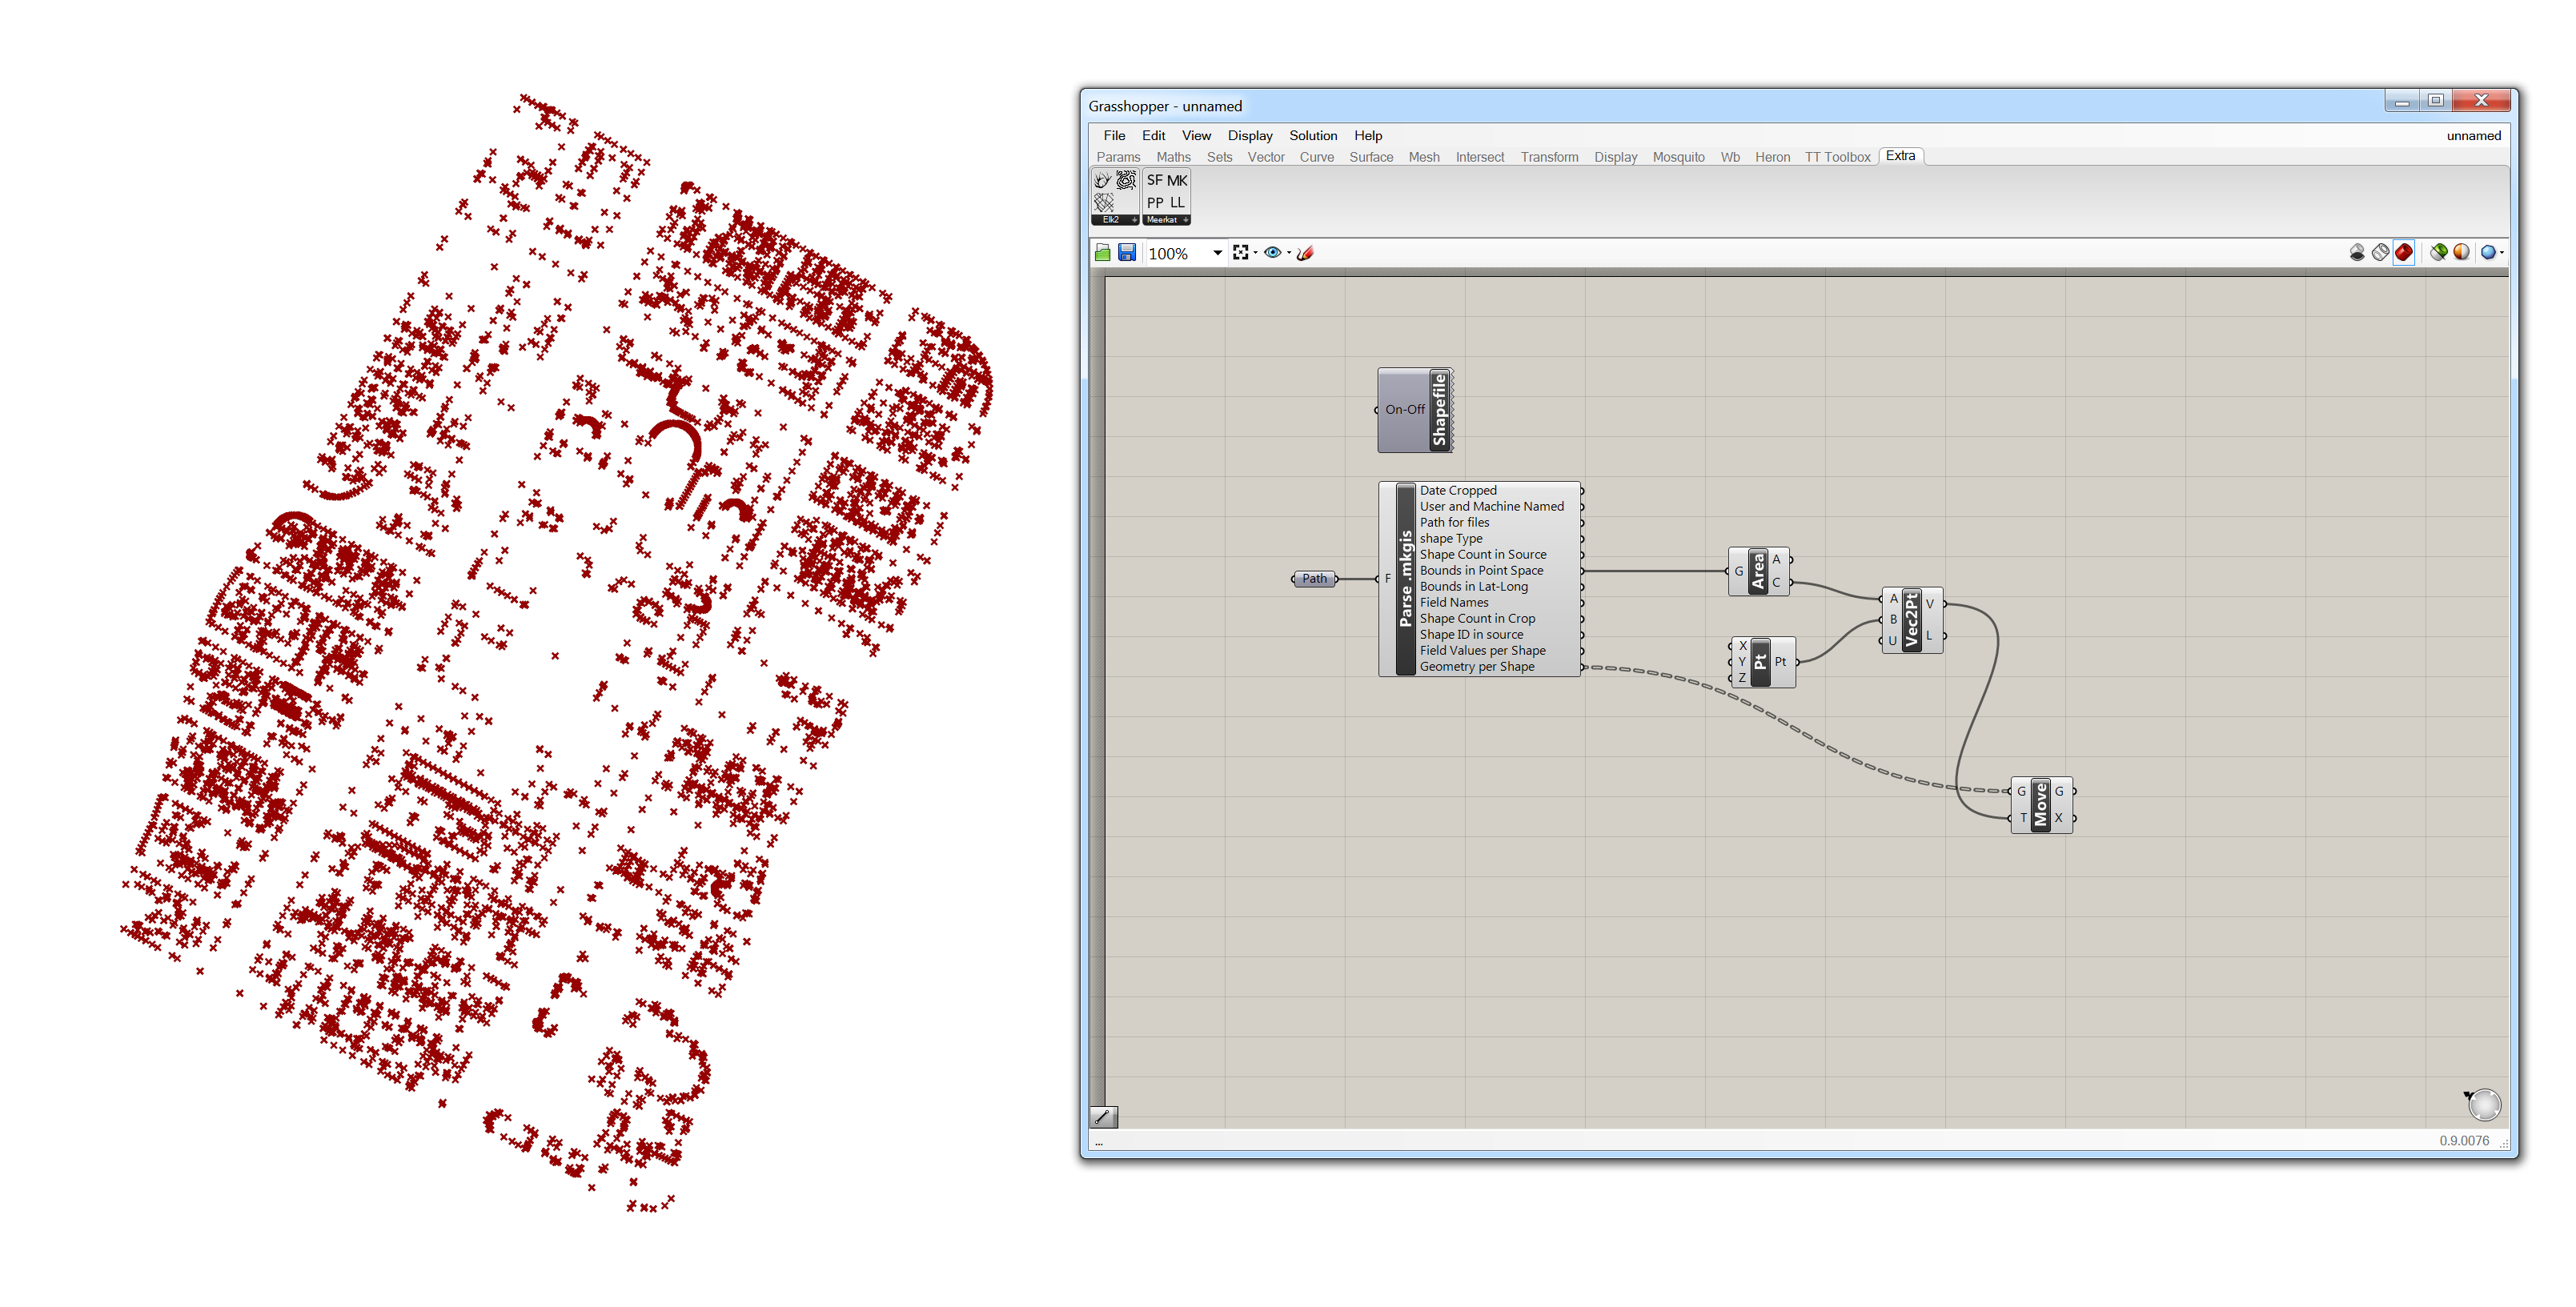 Grasshopper - unnamed
File Edit View Display Solution Help unnamed
Params Maths Sets Vector Curve Surface Mesh Intersect Transform Display Mosquito Wb Heron TT Toolbox Extra
SF MK
PP LL
Elk2 Meerkat
100%
On-Off Shapefile
Path
F Parse .mkgis
Date Cropped
User and Machine Named
Path for files
shape Type
Shape Count in Source
Bounds in Point Space
Bounds in Lat-Long
Field Names
Shape Count in Crop
Shape ID in source
Field Values per Shape
Geometry per Shape
G Area A
C
X
Y Pt Pt
Z
A Vec2Pt V
B
U L
G Move G
T X
...
0.9.0076